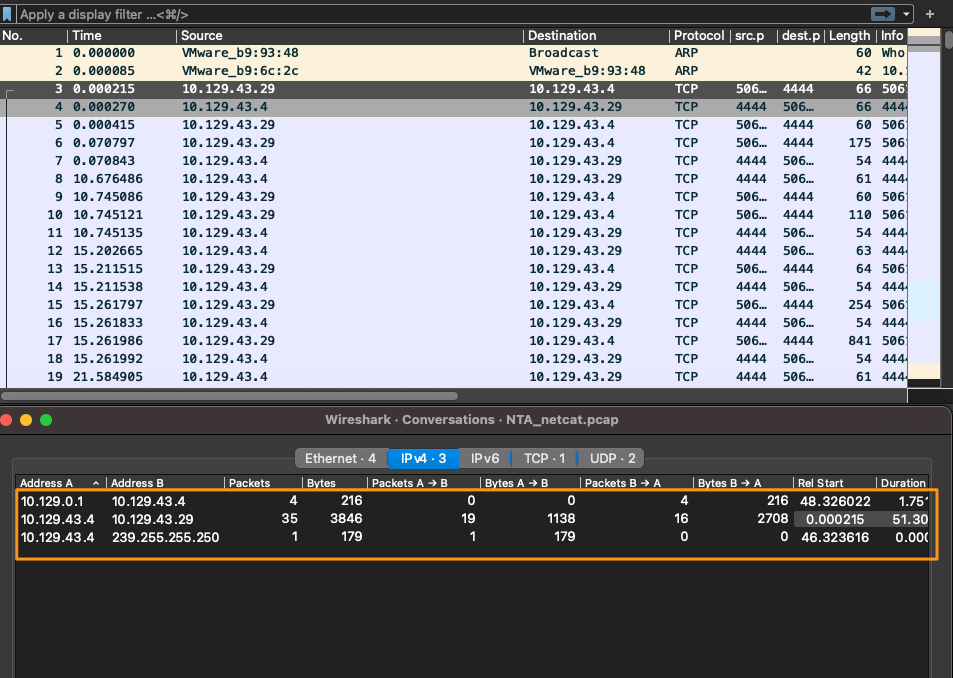 Apply a display filter ... <⌘/>
No. Time Source Destination Protocol src.p dest.p Length Info
1 0.000000 VMware_b9:93:48 Broadcast ARP 60 Who
2 0.000085 VMware_b9:6c:2c VMware_b9:93:48 ARP 42 10.
3 0.000215 10.129.43.29 10.129.43.4 TCP 506… 4444 66 506
4 0.000270 10.129.43.4 10.129.43.29 TCP 4444 506… 66 444
5 0.000415 10.129.43.29 10.129.43.4 TCP 506… 4444 60 506
6 0.070797 10.129.43.29 10.129.43.4 TCP 506… 4444 175 506
7 0.070843 10.129.43.4 10.129.43.29 TCP 4444 506… 54 444
8 10.676486 10.129.43.4 10.129.43.29 TCP 4444 506… 61 444
9 10.745086 10.129.43.29 10.129.43.4 TCP 506… 4444 60 506
10 10.745121 10.129.43.29 10.129.43.4 TCP 506… 4444 110 506
11 10.745135 10.129.43.4 10.129.43.29 TCP 4444 506… 54 444
12 15.202665 10.129.43.4 10.129.43.29 TCP 4444 506… 63 444
13 15.211515 10.129.43.29 10.129.43.4 TCP 506… 4444 64 506
14 15.211538 10.129.43.4 10.129.43.29 TCP 4444 506… 54 444
15 15.261797 10.129.43.29 10.129.43.4 TCP 506… 4444 254 506
16 15.261833 10.129.43.4 10.129.43.29 TCP 4444 506… 54 444
17 15.261986 10.129.43.29 10.129.43.4 TCP 506… 4444 841 506
18 15.261992 10.129.43.4 10.129.43.29 TCP 4444 506… 54 444
19 21.584905 10.129.43.4 10.129.43.29 TCP 4444 506… 61 444
Wireshark · Conversations · NTA_netcat.pcap
Ethernet · 4 IPv4 · 3 IPv6 TCP · 1 UDP · 2
Address A Address B Packets Bytes Packets A → B Bytes A → B Packets B → A Bytes B → A Rel Start Duration
10.129.0.1 10.129.43.4 4 216 0 0 4 216 48.326022 1.75
10.129.43.4 10.129.43.29 35 3846 19 1138 16 2708 0.000215 51.30
10.129.43.4 239.255.255.250 1 179 1 179 0 0 46.323616 0.00